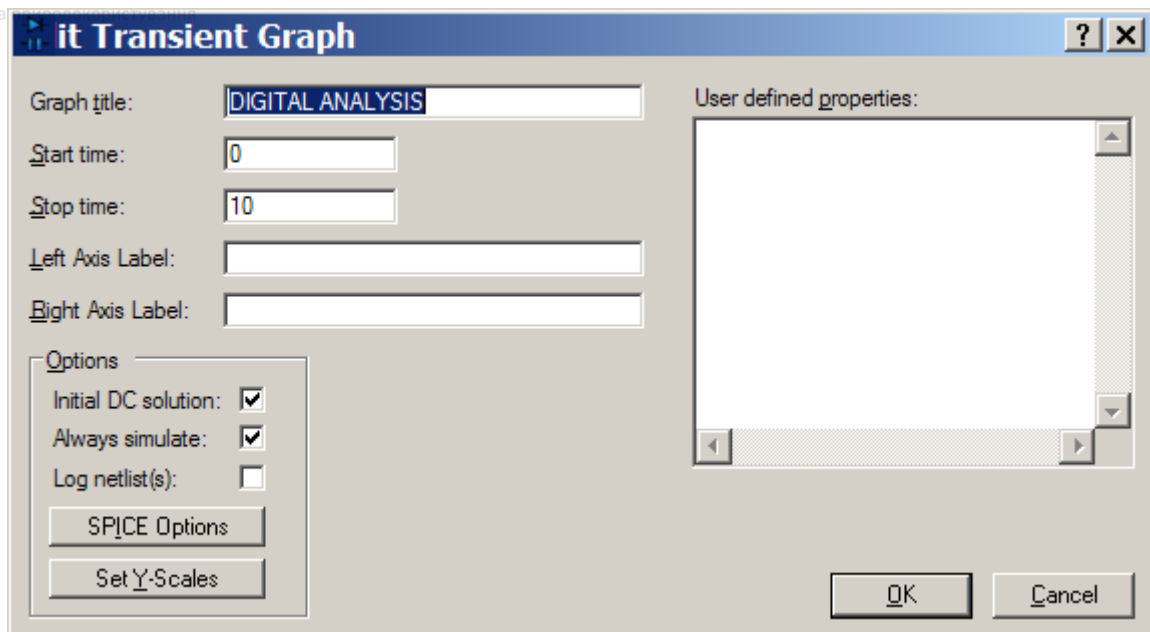 а природокористування
it Transient Graph
Graph title: DIGITAL ANALYSIS
Start time: 0
Stop time: 10
Left Axis Label:
Right Axis Label:
Options
Initial DC solution:
Always simulate:
Log netlist(s):
SPICE Options
Set Y-Scales
User defined properties:
OK Cancel